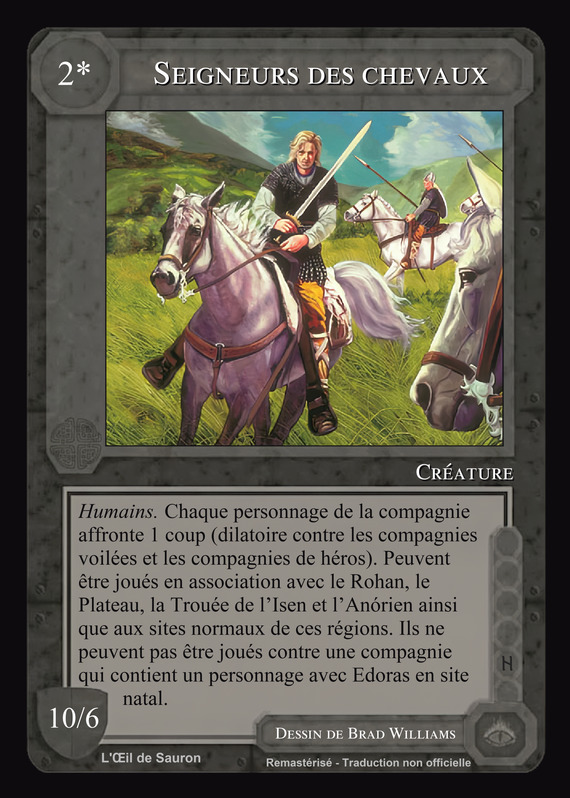 2*
SEIGNEURS DES CHEVAUX
CRÉATURE
Humains. Chaque personnage de la compagnie
affronte 1 coup (dilatoire contre les compagnies
voilées et les compagnies de héros). Peuvent
être joués en association avec le Rohan, le
Plateau, la Trouée de l'Isen et l'Anórien ainsi
que aux sites normaux de ces régions. Ils ne
peuvent pas être joués contre une compagnie
qui contient un personnage avec Edoras en site
natal.
10/6
DESSIN DE BRAD WILLIAMS
L'Œil de Sauron
Remastérisé - Traduction non officielle